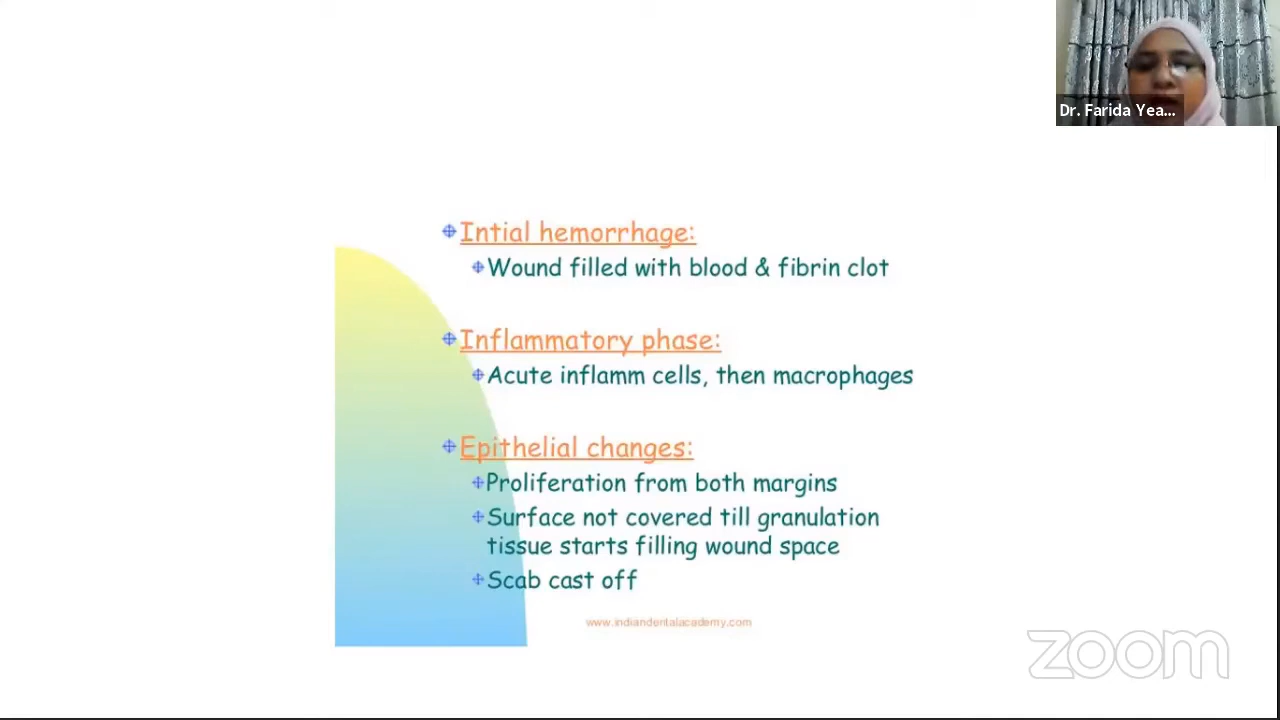 Dr. Farida Yea...
Intial hemorrhage:
Wound filled with blood & fibrin clot
Inflammatory phase:
Acute inflamm cells, then macrophages
Epithelial changes:
Proliferation from both margins
Surface not covered till granulation
tissue starts filling wound space
Scab cast off
www.indiandentalacademy.com
zoom